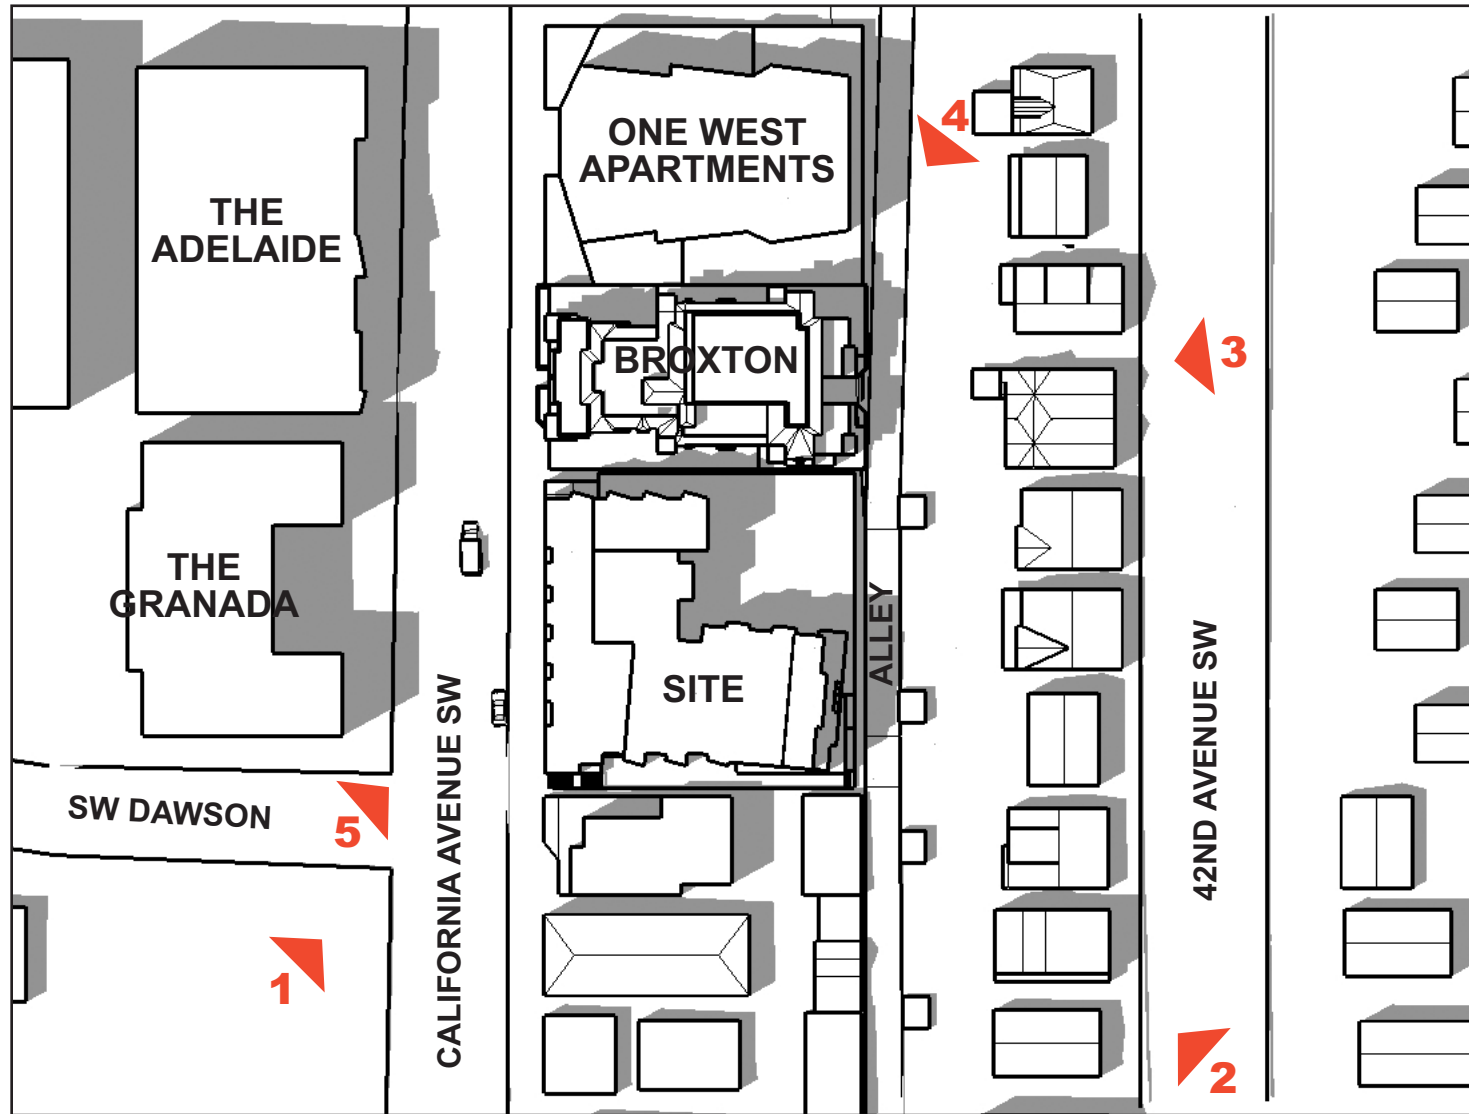 ONE WEST
APARTMENTS
4
THE
ADELAIDE
3
BROXTON
THE
GRANADA
ALLEY
SITE
42ND AVENUE SW
CALIFORNIA AVENUE SW
SW DAWSON
5
1
2